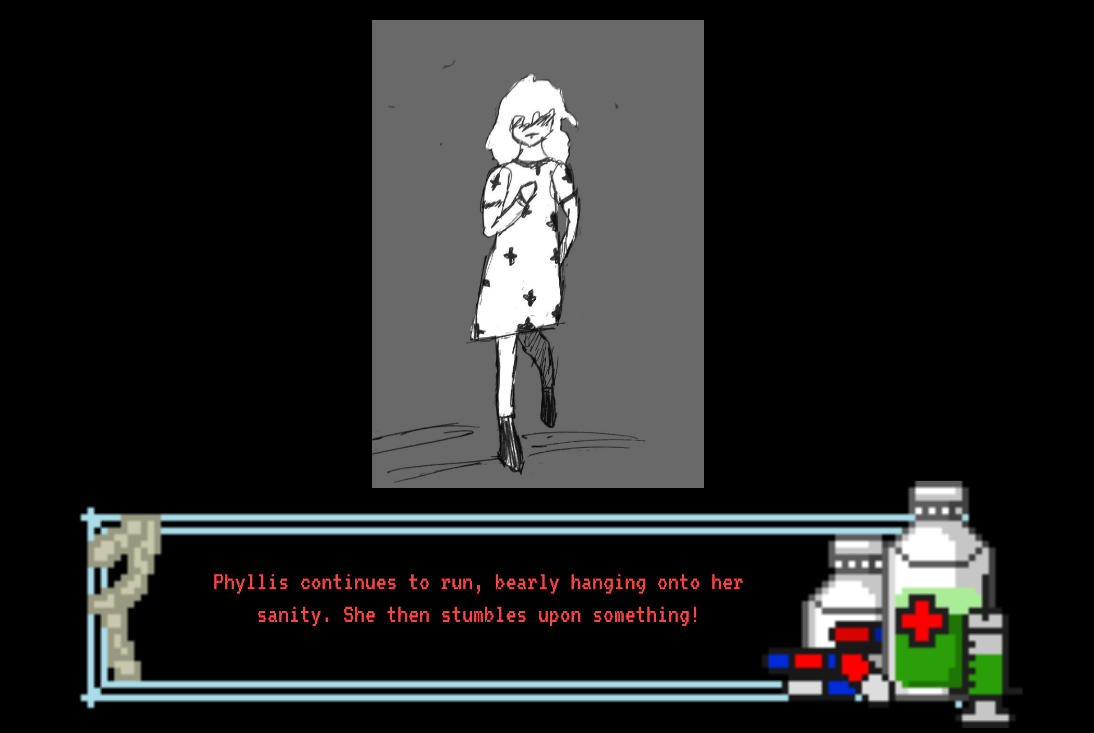 Phyllis continues to run, bearly hanging onto her
sanity. She then stumbles upon something!